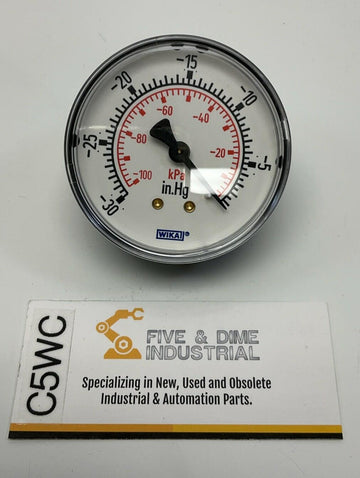 -15
-20
-10
-25
-5
-30
-60
-40
-80
-20
-100
kPa
in.Hg
WIKA
C5WC
FIVE & DIME
INDUSTRIAL
Specializing in New, Used and Obsolete
Industrial & Automation Parts.